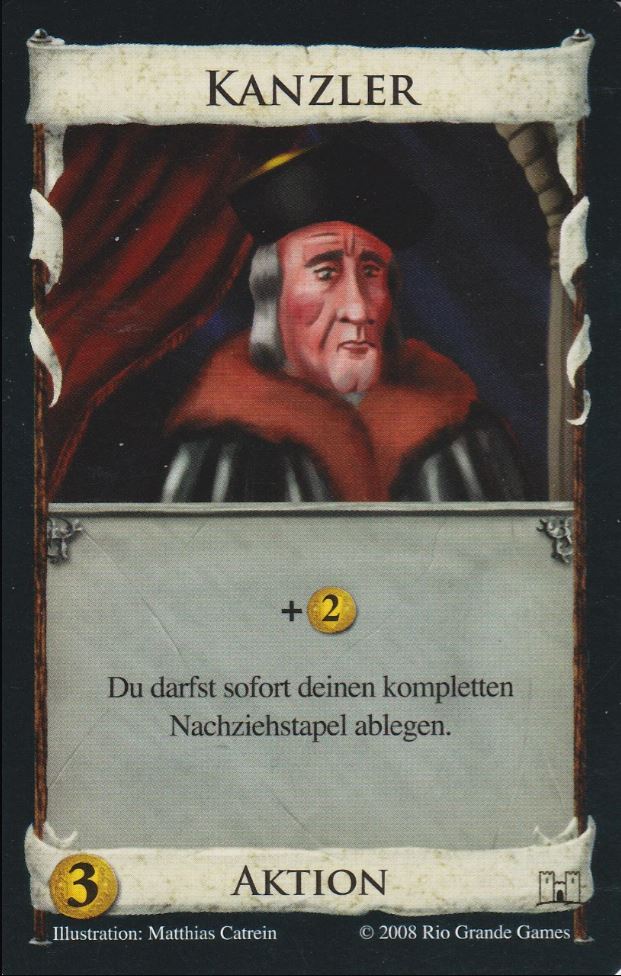 KANZLER
+ 2
Du darfst sofort deinen kompletten
Nachziehstapel ablegen.
3
AKTION
Illustration: Matthias Catrein
© 2008 Rio Grande Games